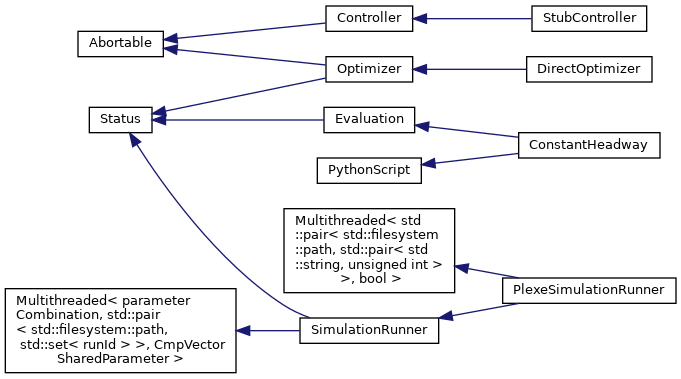 Controller
StubController
Abortable
Optimizer
DirectOptimizer
Status
Evaluation
ConstantHeadway
PythonScript
Multithreaded< std
::pair< std::filesystem
::path, std::pair< std
::string, unsigned int >
>, bool >
PlexeSimulationRunner
Multithreaded< parameter
Combination, std::pair
< std::filesystem::path,
std::set< runId > >, CmpVector
SharedParameter >
SimulationRunner